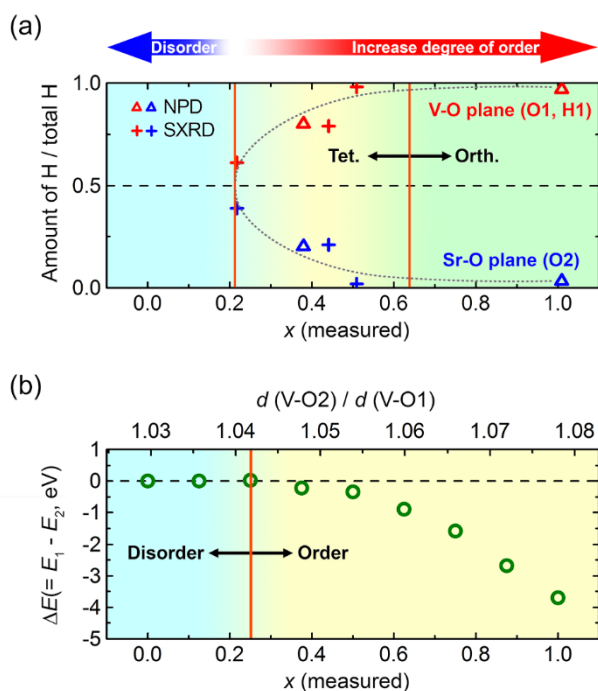 (a)
Disorder
Increase degree of order
1.0
0.5
0.0
Amount of H / total H
NPD
SXRD
V-O plane (O1, H1)
Tet.
Orth.
Sr-O plane (O2)
0.0 0.2 0.4 0.6 0.8 1.0
x (measured)
(b)
d (V-O2) / d (V-O1)
1.03 1.04 1.05 1.06 1.07 1.08
1
0
-1
-2
-3
-4
-5
ΔE(= E1 - E2, eV)
Disorder
Order
0.0 0.2 0.4 0.6 0.8 1.0
x (measured)